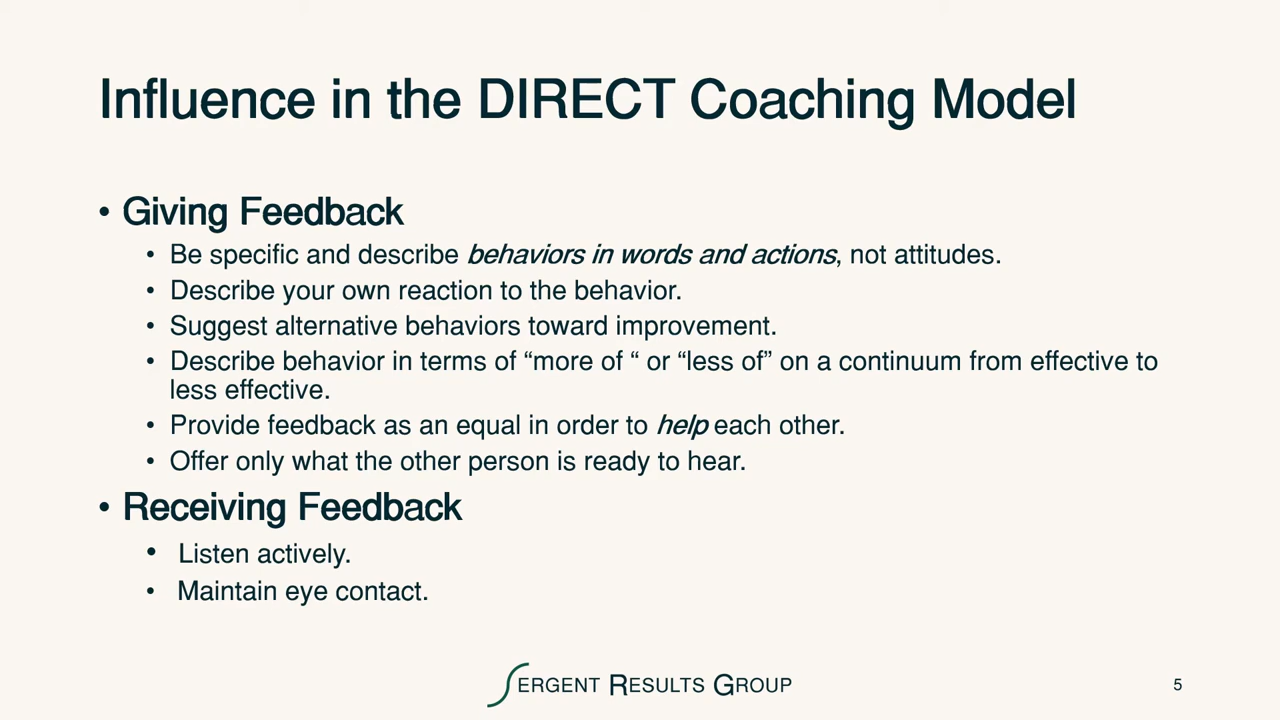 Influence in the DIRECT Coaching Model
• Giving Feedback
• Be specific and describe behaviors in words and actions, not attitudes.
• Describe your own reaction to the behavior.
• Suggest alternative behaviors toward improvement.
• Describe behavior in terms of “more of “ or “less of” on a continuum from effective to
less effective.
• Provide feedback as an equal in order to help each other.
• Offer only what the other person is ready to hear.
• Receiving Feedback
• Listen actively.
• Maintain eye contact.
SERGENT RESULTS GROUP
5